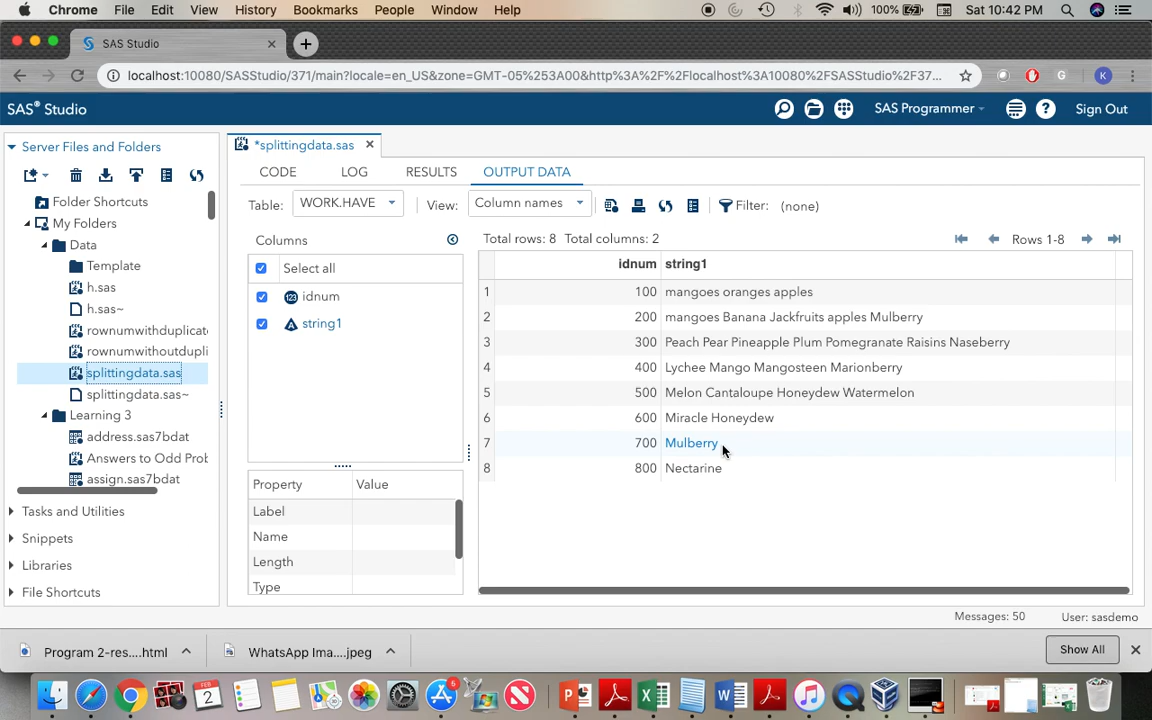 Chrome File Edit View History Bookmarks People Window Help 100% Sat 10:42 PM
SAS Studio
localhost:10080/SASStudio/371/main?locale=en_US&zone=GMT-05%253A00&http%3A%2F%2Flocalhost%3A10080%2FSASStudio%2F37... K
SAS® Studio SAS Programmer Sign Out
Server Files and Folders
Folder Shortcuts
My Folders
Data
Template
h.sas
h.sas~
rownumwithduplicate
rownumwithoutdupli
splittingdata.sas
splittingdata.sas~
Learning 3
address.sas7bdat
Answers to Odd Prob
assign.sas7bdat
Tasks and Utilities
Snippets
Libraries
File Shortcuts
*splittingdata.sas
CODE LOG RESULTS OUTPUT DATA
Table: WORK.HAVE View: Column names Filter: (none)
Columns
Select all
idnum
string1
Property Value
Label
Name
Length
Type
Total rows: 8 Total columns: 2 Rows 1-8
idnum string1
1 100 mangoes oranges apples
2 200 mangoes Banana Jackfruits apples Mulberry
3 300 Peach Pear Pineapple Plum Pomegranate Raisins Naseberry
4 400 Lychee Mango Mangosteen Marionberry
5 500 Melon Cantaloupe Honeydew Watermelon
6 600 Miracle Honeydew
7 700 Mulberry
8 800 Nectarine
Messages: 50 User: sasdemo
Program 2-res....html WhatsApp Ima....jpeg Show All